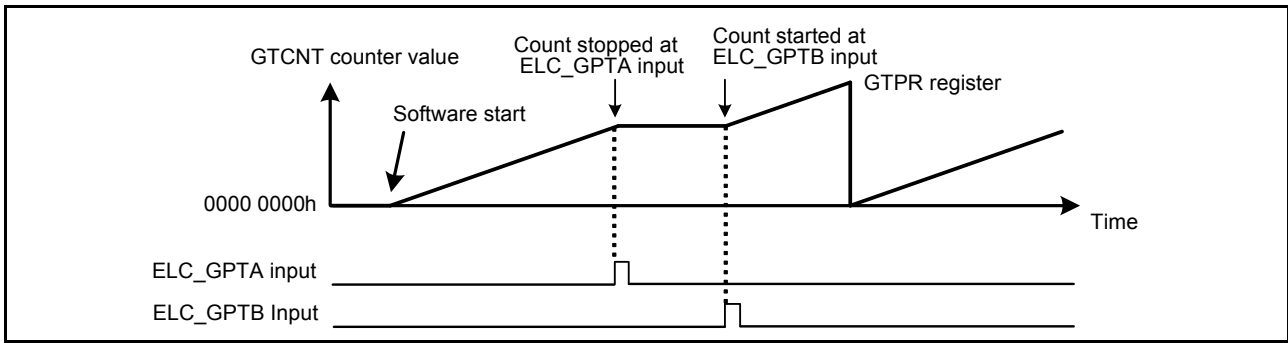 GTCNT counter value
Software start
Count stopped at
ELC_GPTA input
Count started at
ELC_GPTB input
GTPR register
0000 0000h
Time
ELC_GPTA input
ELC_GPTB Input